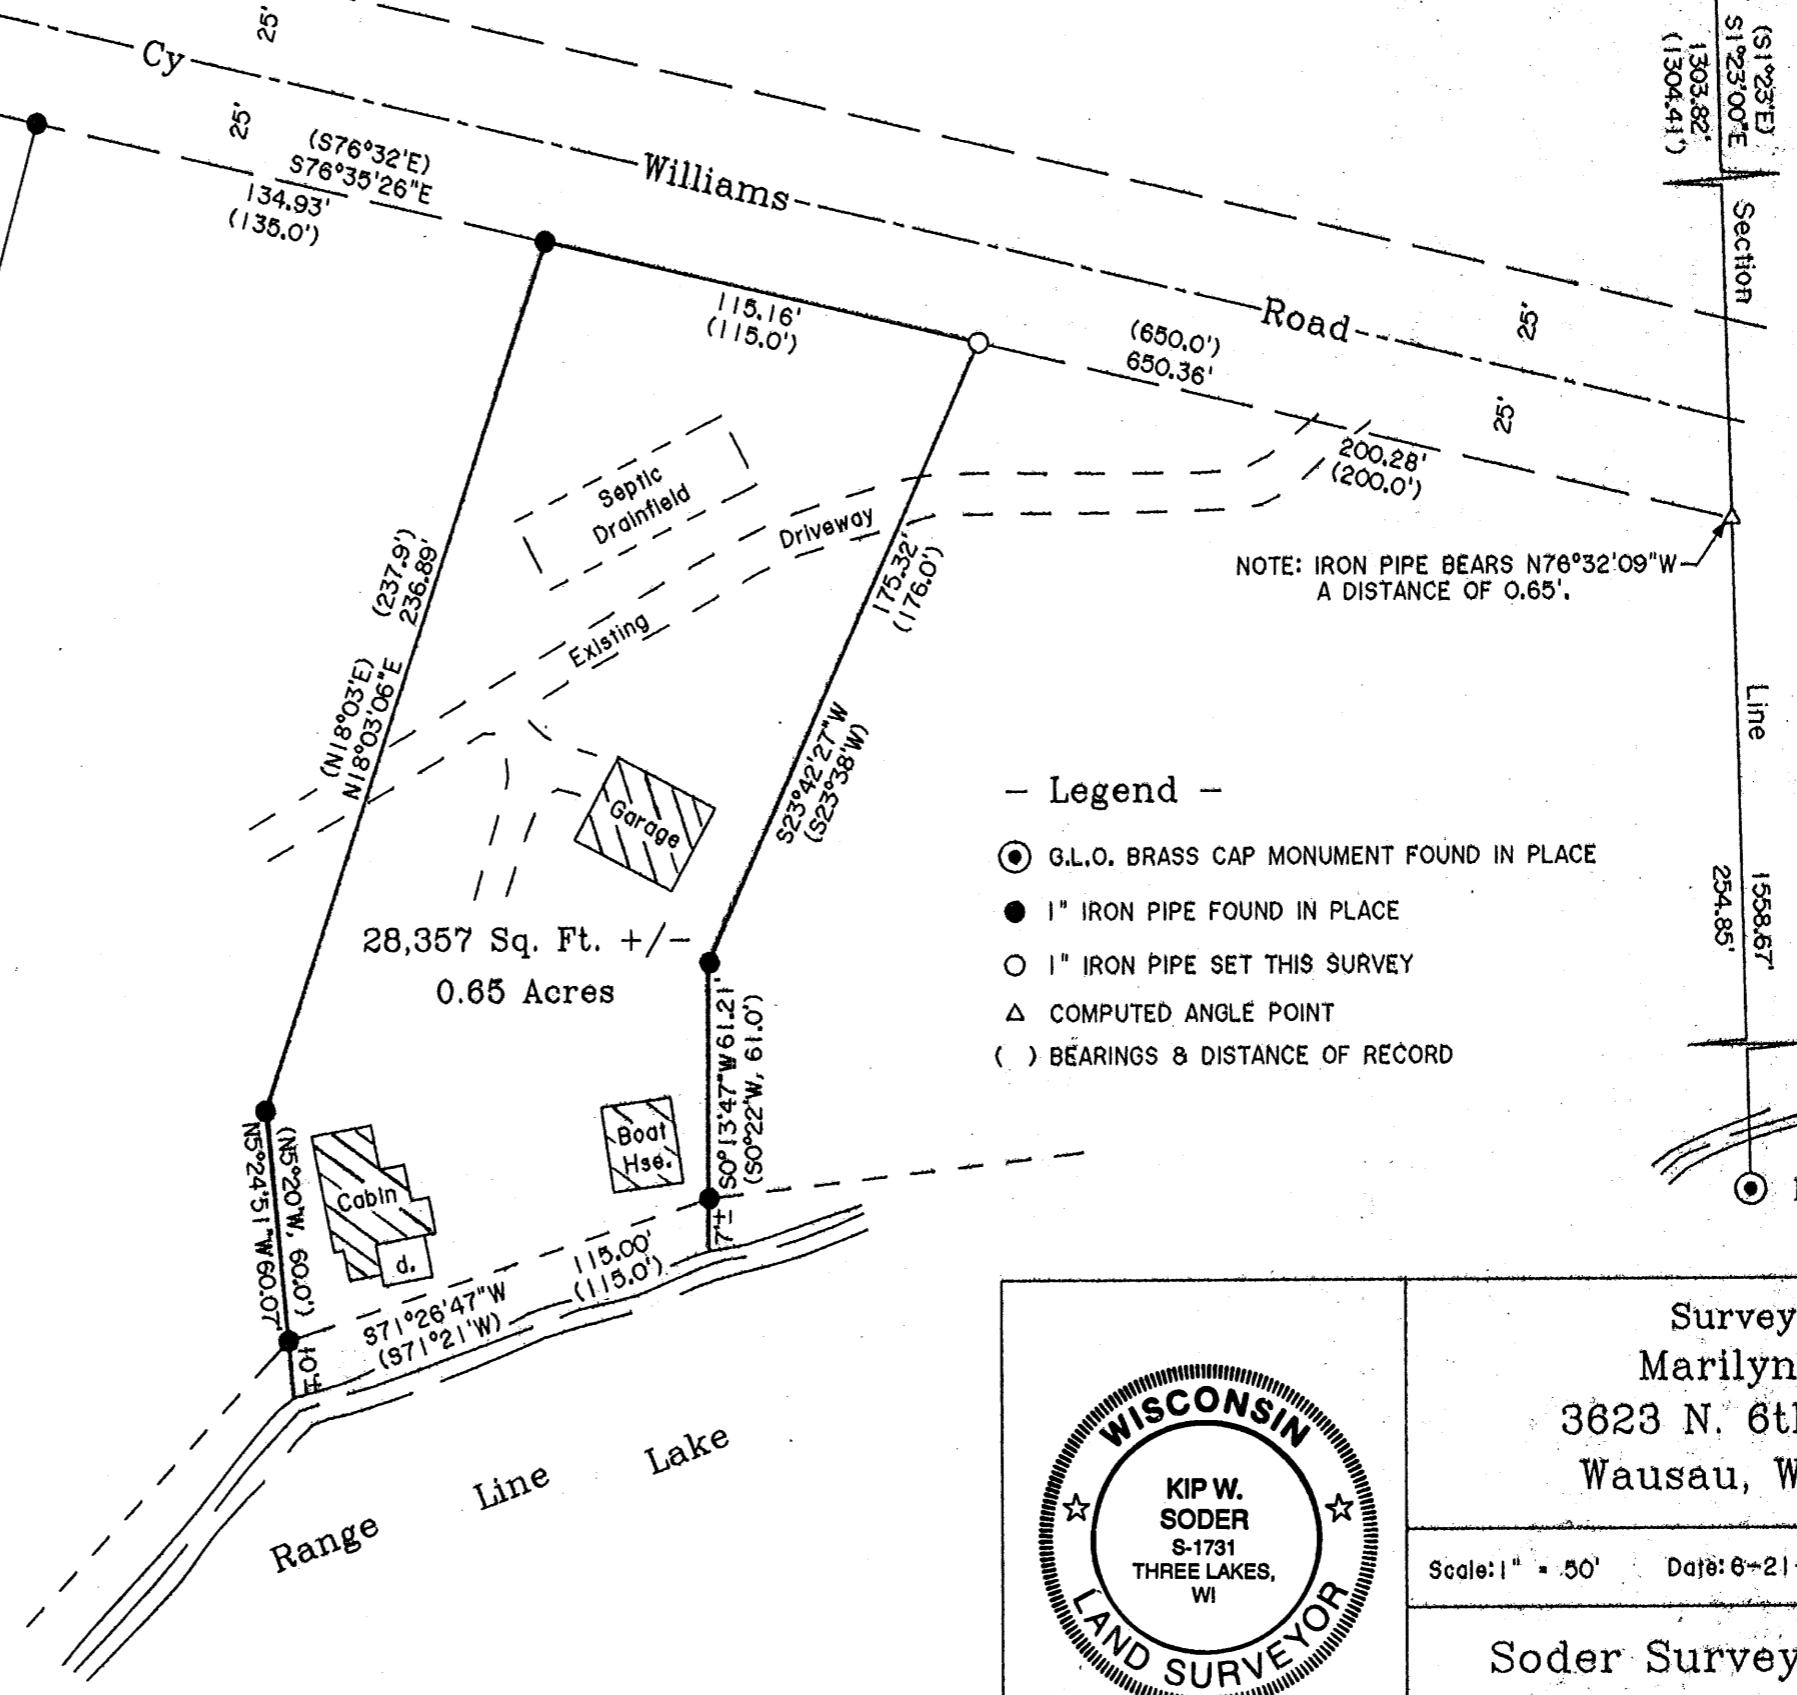 25'
Cy
25'
(S76°32'E)
S76°35'26"E
134.93'
(135.0')
Williams
Road
115.16'
(115.0')
(650.0')
650.36'
25'
25'
200.28'
(200.0')
(S1°23'E)
S1°23'00"E
1303.82'
(1304.41')
Section
Line
1558.67'
254.85'
NOTE: IRON PIPE BEARS N76°32'09"W
A DISTANCE OF 0.65'.
Septic
Drainfield
Driveway
Existing
(237.9')
236.89'
(N18°03'E)
N18°03'06"E
175.32'
(176.0')
S23°42'27"W
(S23°38'W)
Garage
28,357 Sq. Ft. +/-
0.65 Acres
S0°13'47"W 61.21'
(S0°22'W, 61.0')
- Legend -
G.L.O. BRASS CAP MONUMENT FOUND IN PLACE
1" IRON PIPE FOUND IN PLACE
1" IRON PIPE SET THIS SURVEY
COMPUTED ANGLE POINT
( ) BEARINGS & DISTANCE OF RECORD
(N5°20'W, 60.0')
N5°24'51"W 60.07'
Cabin
d.
Boat
Hse.
7'±
10'±
115.00'
(115.0')
S71°26'47"W
(S71°21'W)
Range Line Lake
WISCONSIN
KIP W.
SODER
S-1731
THREE LAKES,
WI
LAND SURVEYOR
Survey
Marilyn
3623 N. 6t
Wausau, W
Scale: 1" = 50' Date: 6-21-
Soder Survey